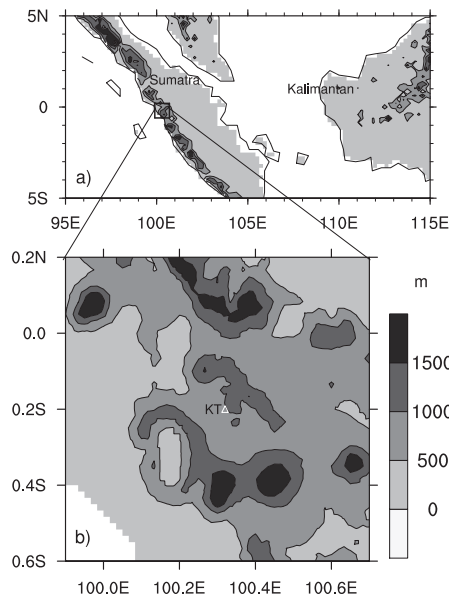 5N
Sumatra
Kalimantan
0
a)
5S
95E 100E 105E 110E 115E
0.2N
m
0.0
1500
KT
0.2S
1000
500
0.4S
0
b)
0.6S
100.0E 100.2E 100.4E 100.6E